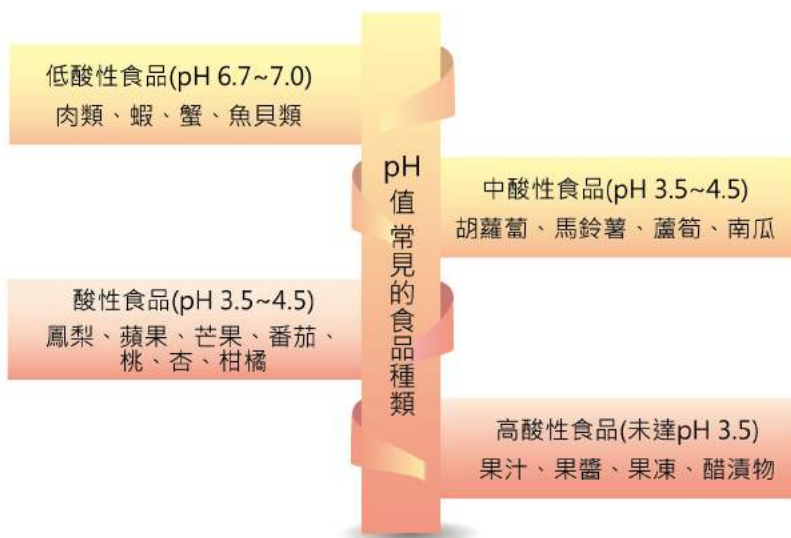 低酸性食品(pH 6.7~7.0)
肉類、蝦、蟹、魚貝類
pH值常見的食品種類
中酸性食品(pH 3.5~4.5)
胡蘿蔔、馬鈴薯、蘆筍、南瓜
酸性食品(pH 3.5~4.5)
鳳梨、蘋果、芒果、番茄、
桃、杏、柑橘
高酸性食品(未達pH 3.5)
果汁、果醬、果凍、醋漬物